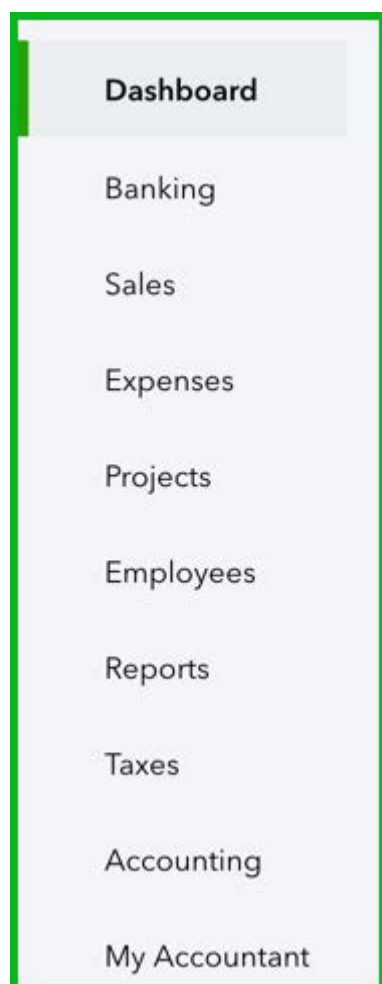 Dashboard
Banking
Sales
Expenses
Projects
Employees
Reports
Taxes
Accounting
My Accountant